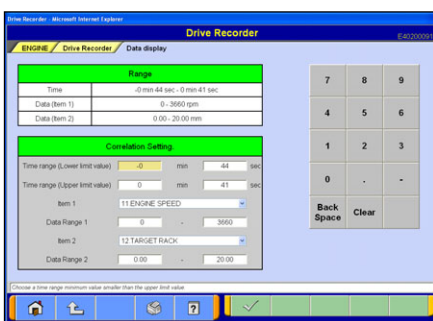 Drive Recorder - Microsoft Internet Explorer
Drive Recorder
E40200091
ENGINE Drive Recorder Data display
Range
Time -0 min 44 sec - 0 min 41 sec
Data (Item 1) 0 - 3660 rpm
Data (Item 2) 0.00 - 20.00 mm
Correlation Setting.
Time range (Lower limit value) -0 min 44 sec
Time range (Upper limit value) 0 min 41 sec
Item 1 11 ENGINE SPEED
Data Range 1 0 - 3660
Item 2 12 TARGET RACK
Data Range 2 0.00 - 20.00
7 8 9
4 5 6
1 2 3
0 . -
Back Space Clear
Choose a time range minimum value smaller than the upper limit value.
?